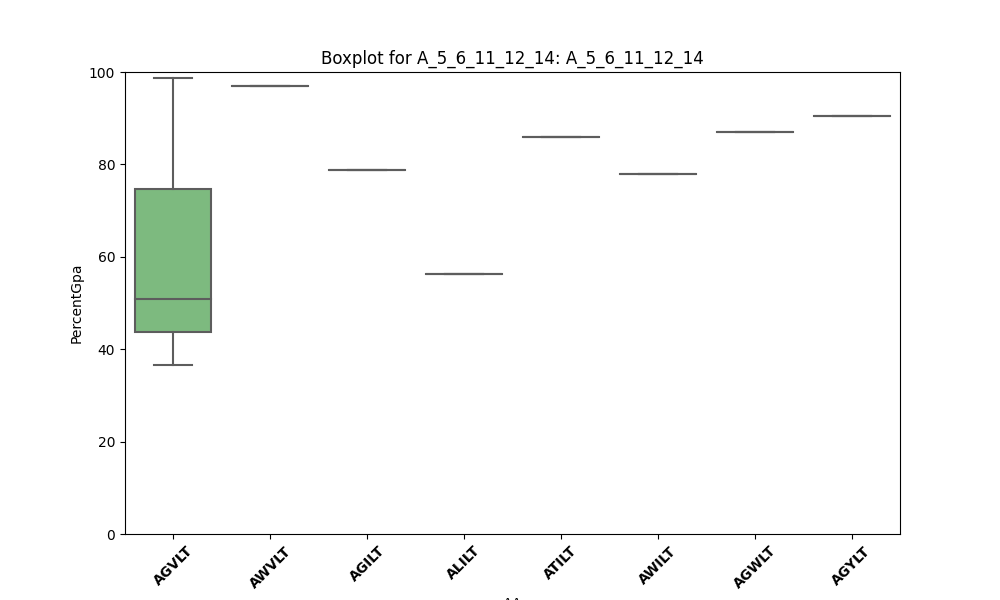 Boxplot for A_5_6_11_12_14: A_5_6_11_12_14
100
80
60
40
20
0
PercentGpa
AGVLT
AWVLT
AGILT
ALILT
ATILT
AWILT
AGWLT
AGYLT